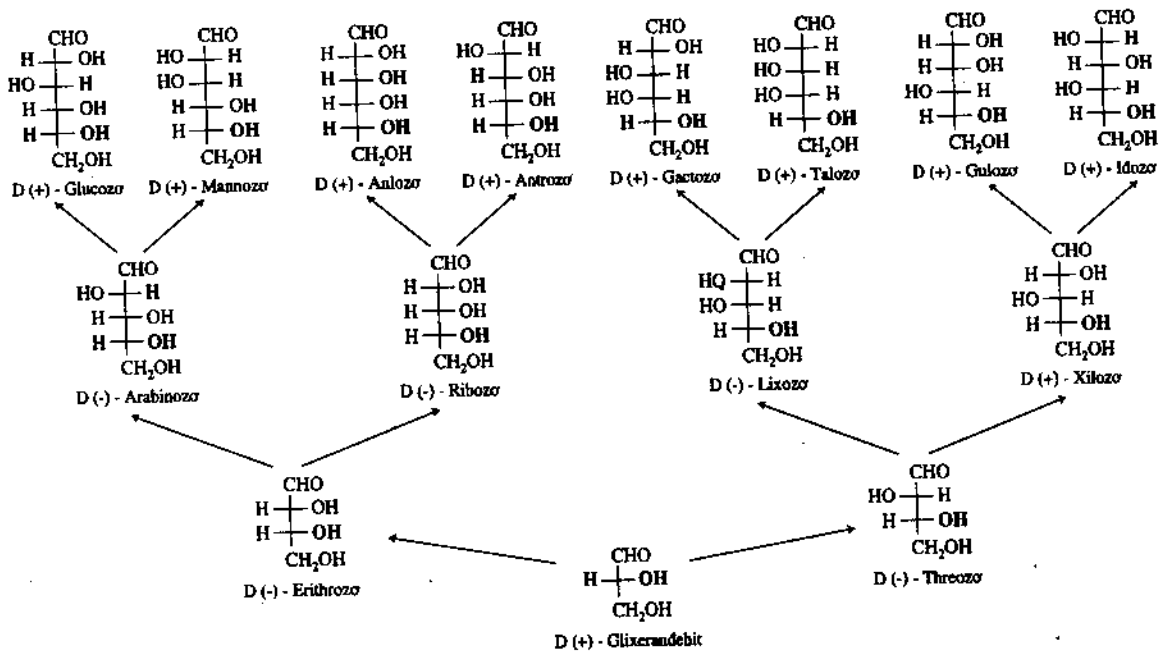 CHO
H OH
HO H
H OH
H OH
CH₂OH
D (+) - Glucozơ
CHO
HO H
HO H
H OH
H OH
CH₂OH
D (+) - Mannozơ
CHO
H OH
H OH
H OH
H OH
CH₂OH
D (+) - Anlozơ
CHO
HO H
H OH
H OH
H OH
CH₂OH
D (+) - Antrozơ
CHO
H OH
HO H
HO H
H OH
CH₂OH
D (+) - Gactozơ
CHO
HO H
HO H
HO H
H OH
CH₂OH
D (+) - Talozơ
CHO
H OH
H OH
HO H
H OH
CH₂OH
D (+) - Gulozơ
CHO
HO H
H OH
HO H
H OH
CH₂OH
D (+) - Idozơ
CHO
HO H
H OH
H OH
CH₂OH
D (-) - Arabinozơ
CHO
H OH
H OH
H OH
CH₂OH
D (-) - Ribozơ
CHO
HO H
HO H
H OH
CH₂OH
D (-) - Lixozơ
CHO
H OH
HO H
H OH
CH₂OH
D (+) - Xilozơ
CHO
H OH
H OH
CH₂OH
D (-) - Erithrozơ
CHO
HO H
H OH
CH₂OH
D (-) - Threozơ
CHO
H OH
CH₂OH
D (+) - Glixerandehit